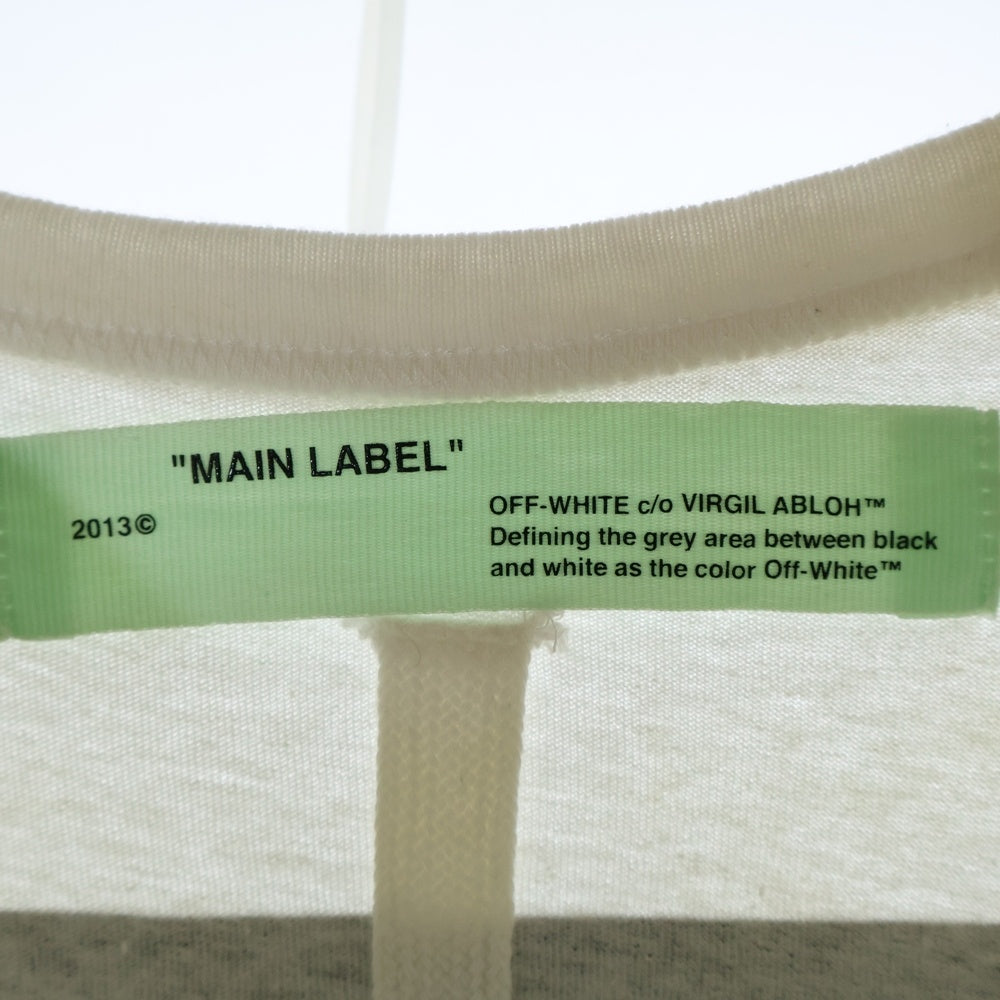 "MAIN LABEL"
2013©
OFF-WHITE c/o VIRGIL ABLOH™
Defining the grey area between black
and white as the color Off-White™